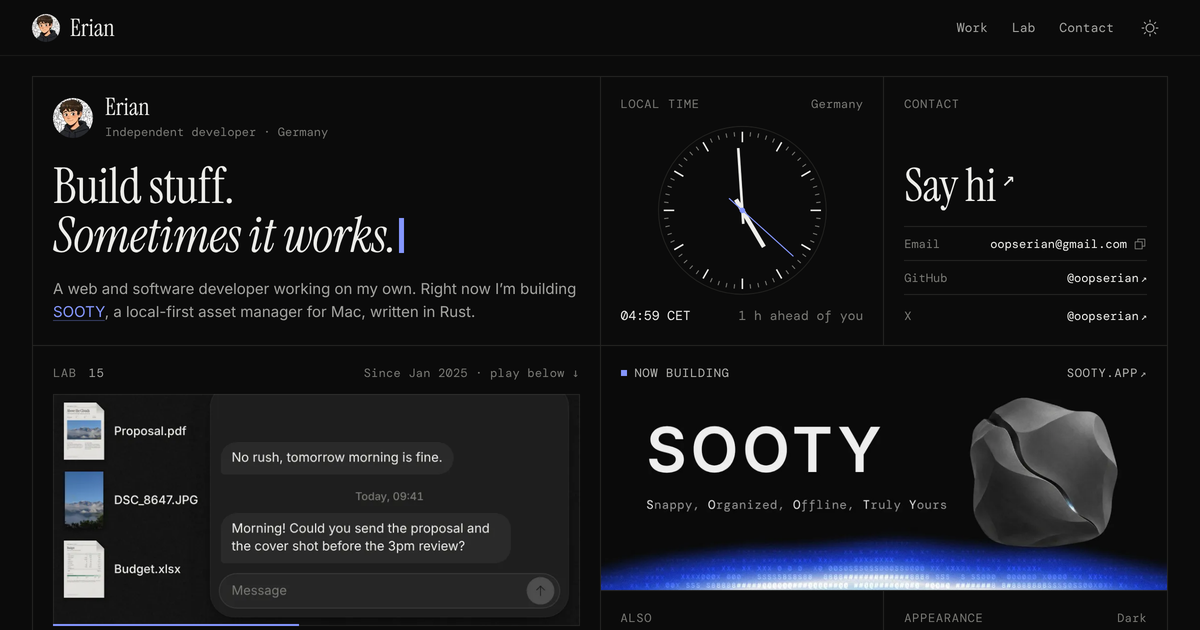 Erian
Work Lab Contact
Erian
Independent developer · Germany
Build stuff.
Sometimes it works.
A web and software developer working on my own. Right now I’m building
SOOTY, a local-first asset manager for Mac, written in Rust.
LOCAL TIME Germany
04:59 CET 1 h ahead of you
CONTACT
Say hi ↗
Email oopserian@gmail.com
GitHub @oopserian↗
X @oopserian↗
LAB 15 Since Jan 2025 · play below ↓
Proposal.pdf
DSC_8647.JPG
Budget.xlsx
No rush, tomorrow morning is fine.
Today, 09:41
Morning! Could you send the proposal and
the cover shot before the 3pm review?
Message
NOW BUILDING SOOTY.APP↗
SOOTY
Snappy, Organized, Offline, Truly Yours
ALSO
APPEARANCE Dark